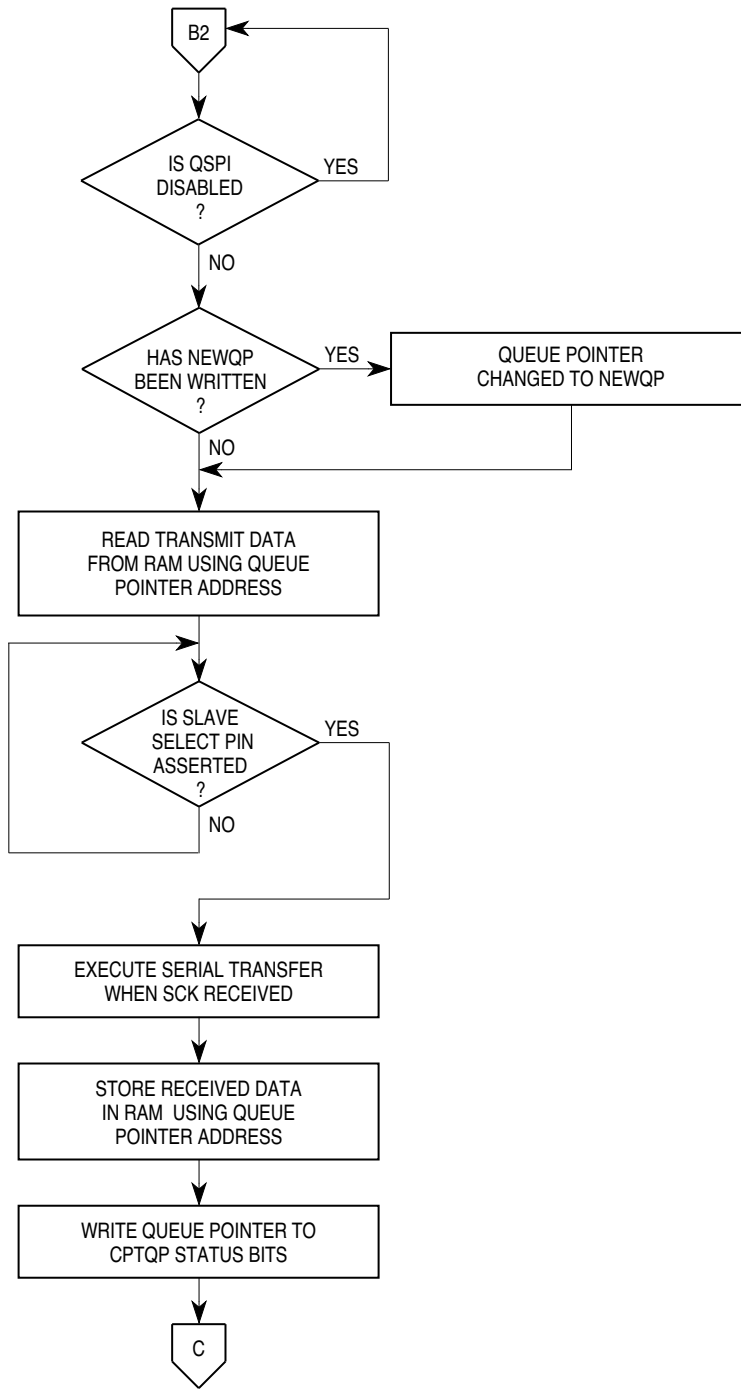 B2
IS QSPI
DISABLED
?
YES
NO
HAS NEWQP
BEEN WRITTEN
?
YES
QUEUE POINTER
CHANGED TO NEWQP
NO
READ TRANSMIT DATA
FROM RAM USING QUEUE
POINTER ADDRESS
IS SLAVE
SELECT PIN
ASSERTED
?
YES
NO
EXECUTE SERIAL TRANSFER
WHEN SCK RECEIVED
STORE RECEIVED DATA
IN RAM USING QUEUE
POINTER ADDRESS
WRITE QUEUE POINTER TO
CPTQP STATUS BITS
C